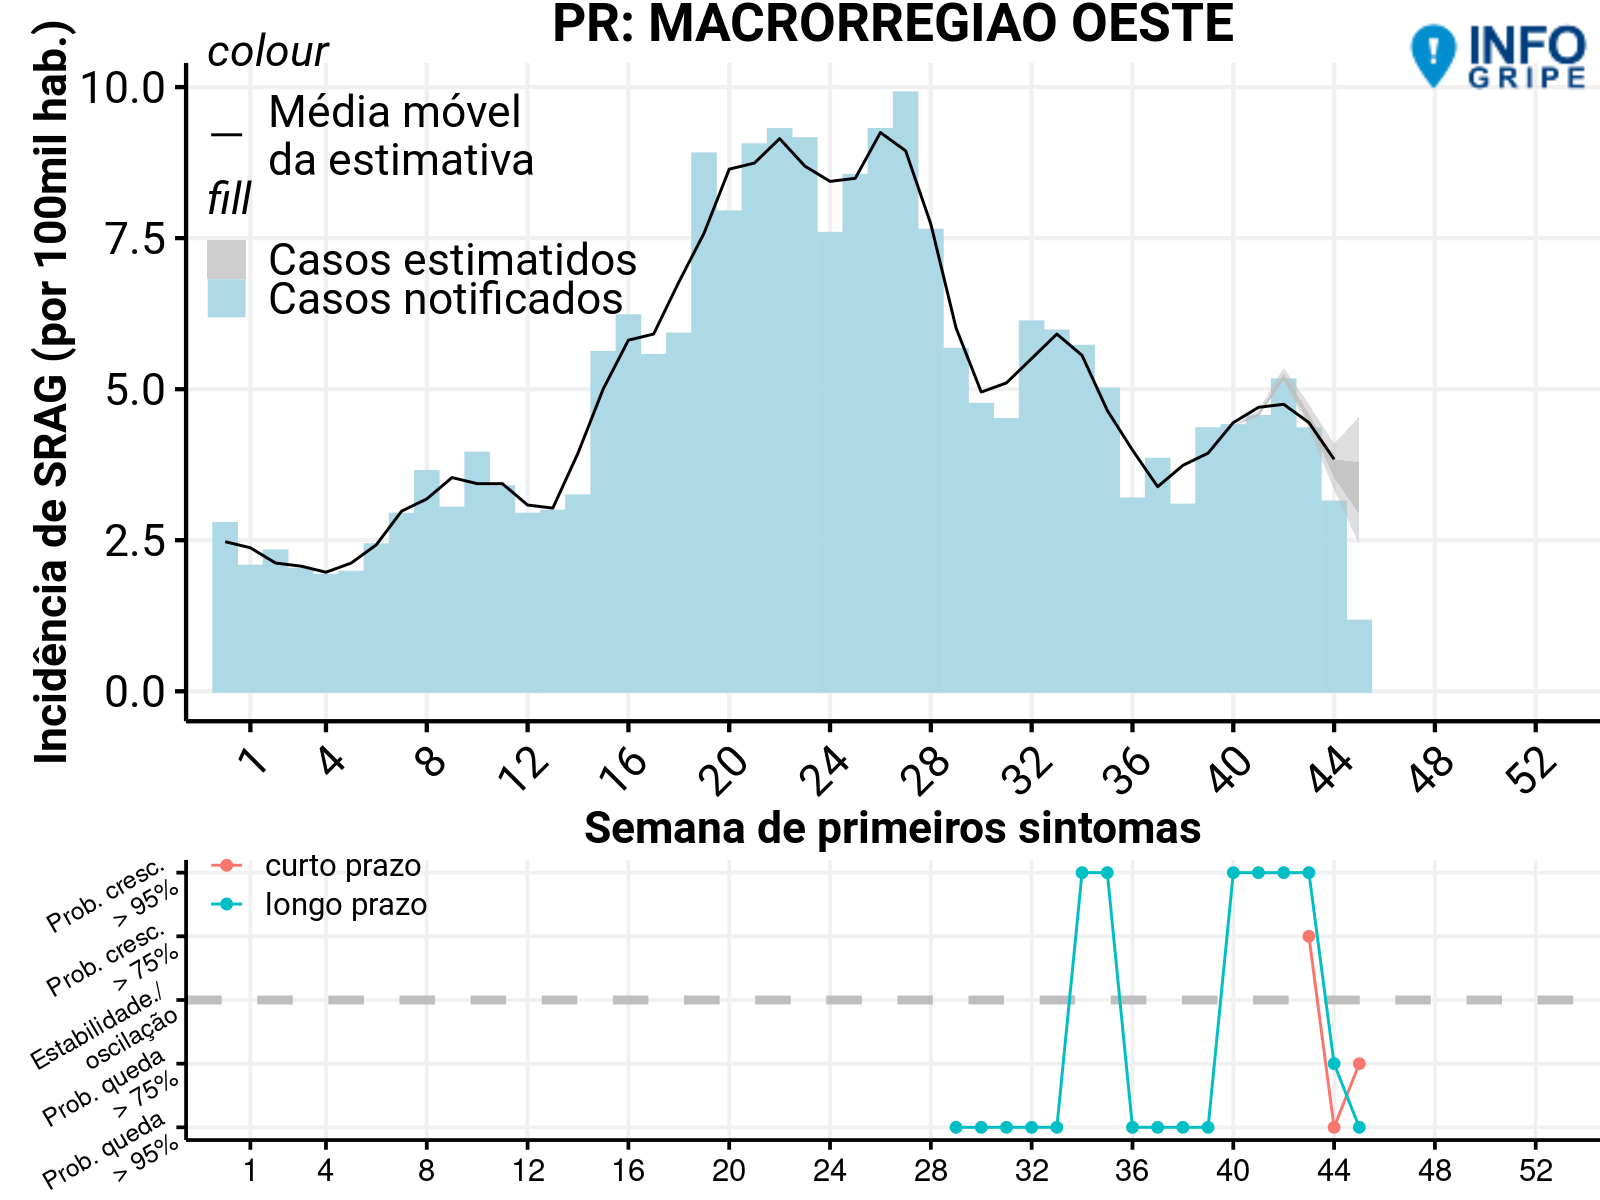 PR: MACRORREGIAO OESTE
INFO
GRIPE
Incidência de SRAG (por 100mil hab.)
colour
Média móvel
da estimativa
fill
Casos estimatidos
Casos notificados
10.0
7.5
5.0
2.5
0.0
1 4 8 12 16 20 24 28 32 36 40 44 48 52
Semana de primeiros sintomas
curto prazo
longo prazo
Prob. cresc.
> 95%
Prob. cresc.
> 75%
Estabilidade./
oscilação
Prob. queda
> 75%
Prob. queda
> 95%
1 4 8 12 16 20 24 28 32 36 40 44 48 52